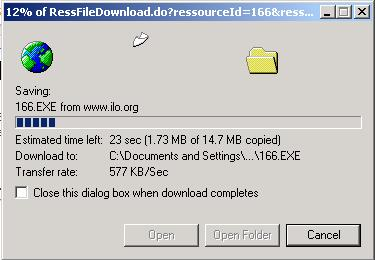 12% of RessFileDownload.do?ressourceId=166&ress...
Saving:
166.EXE from www.ilo.org
Estimated time left: 23 sec (1.73 MB of 14.7 MB copied)
Download to: C:\Documents and Settings\...\166.EXE
Transfer rate: 577 KB/Sec
Close this dialog box when download completes
Open Open Folder Cancel